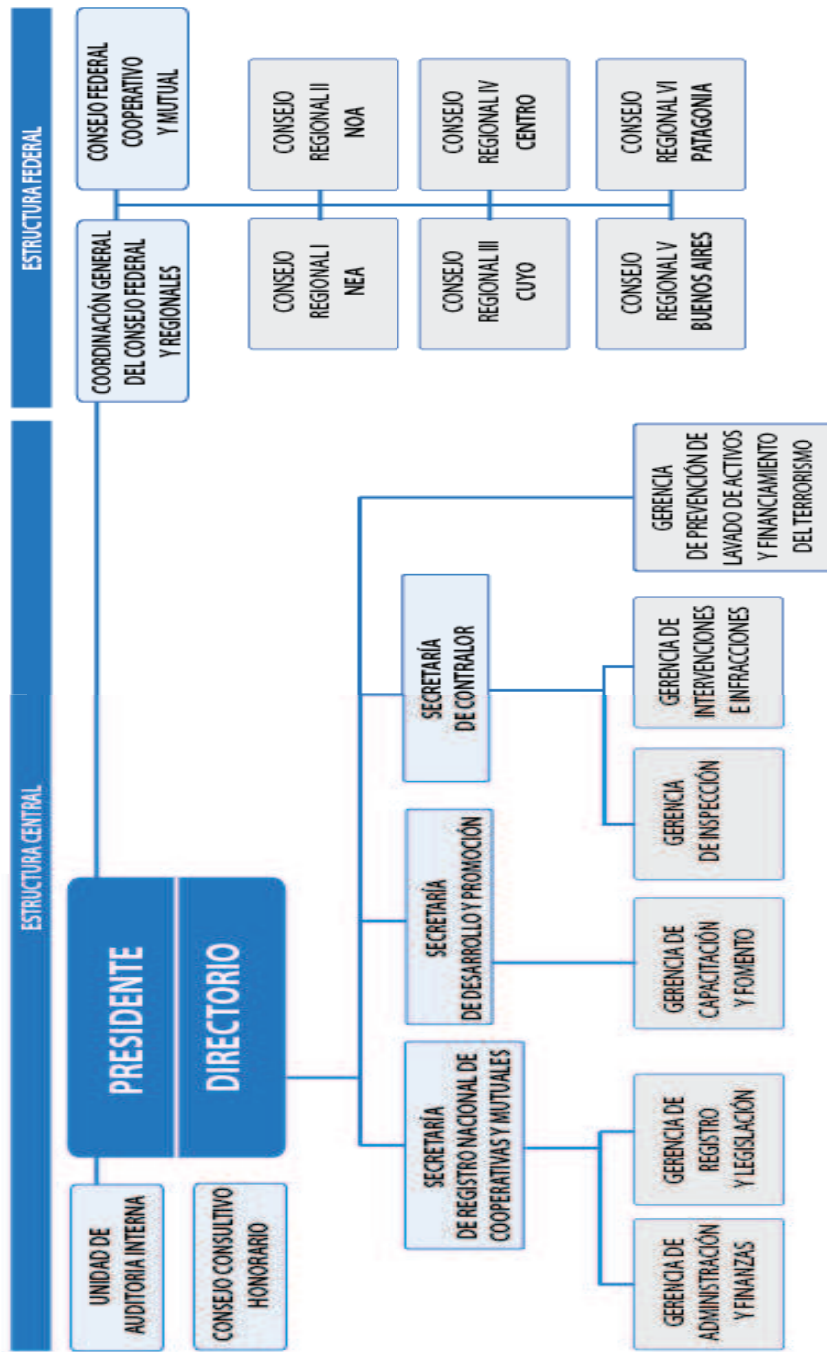 ESTRUCTURA CENTRAL
ESTRUCTURA FEDERAL
UNIDAD DE
AUDITORIA INTERNA
CONSEJO CONSULTIVO
HONORARIO
PRESIDENTE
DIRECTORIO
COORDINACIÓN GENERAL
DEL CONSEJO FEDERAL
Y REGIONALES
CONSEJO FEDERAL
COOPERATIVO
Y MUTUAL
CONSEJO
REGIONAL I
NEA
CONSEJO
REGIONAL II
NOA
CONSEJO
REGIONAL III
CUYO
CONSEJO
REGIONAL IV
CENTRO
CONSEJO
REGIONAL V
BUENOS AIRES
CONSEJO
REGIONAL VI
PATAGONIA
SECRETARÍA
DE REGISTRO NACIONAL DE
COOPERATIVAS Y MUTUALES
SECRETARÍA
DE DESARROLLO Y PROMOCIÓN
SECRETARÍA
DE CONTRALOR
GERENCIA DE
ADMINISTRACIÓN
Y FINANZAS
GERENCIA DE
REGISTRO
Y LEGISLACIÓN
GERENCIA DE
CAPACITACIÓN
Y FOMENTO
GERENCIA
DE INSPECCIÓN
GERENCIA DE
INTERVENCIONES
E INFRACCIONES
GERENCIA
DE PREVENCIÓN DE
LAVADO DE ACTIVOS
Y FINANCIAMIENTO
DEL TERRORISMO